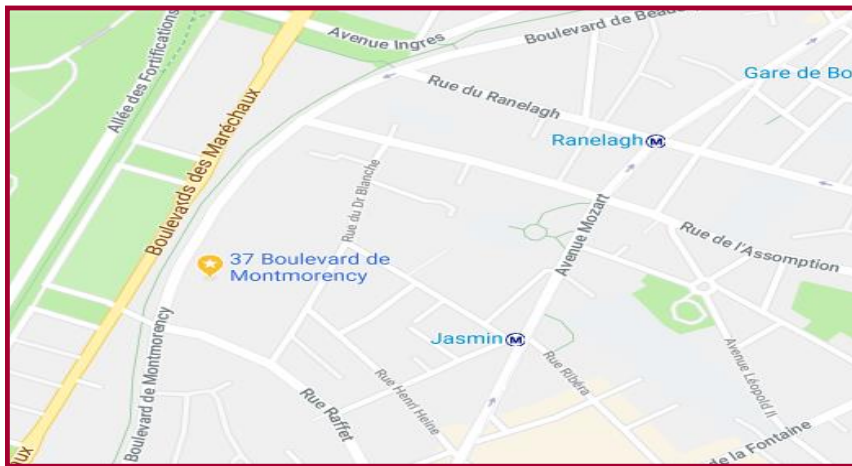 Avenue Ingres
Boulevard de Beau
Allée des Fortifications
Boulevards des Maréchaux
Rue du Ranelagh
Gare de Bo
Ranelagh M
Rue du Dr Blanche
Avenue Mozart
Rue de l'Assomption
37 Boulevard de
Montmorency
Jasmin M
Boulevard de Montmorency
Rue Raffet
Rue Henri Heine
Rue Ribéra
Avenue Léopold II
de la Fontaine
aux